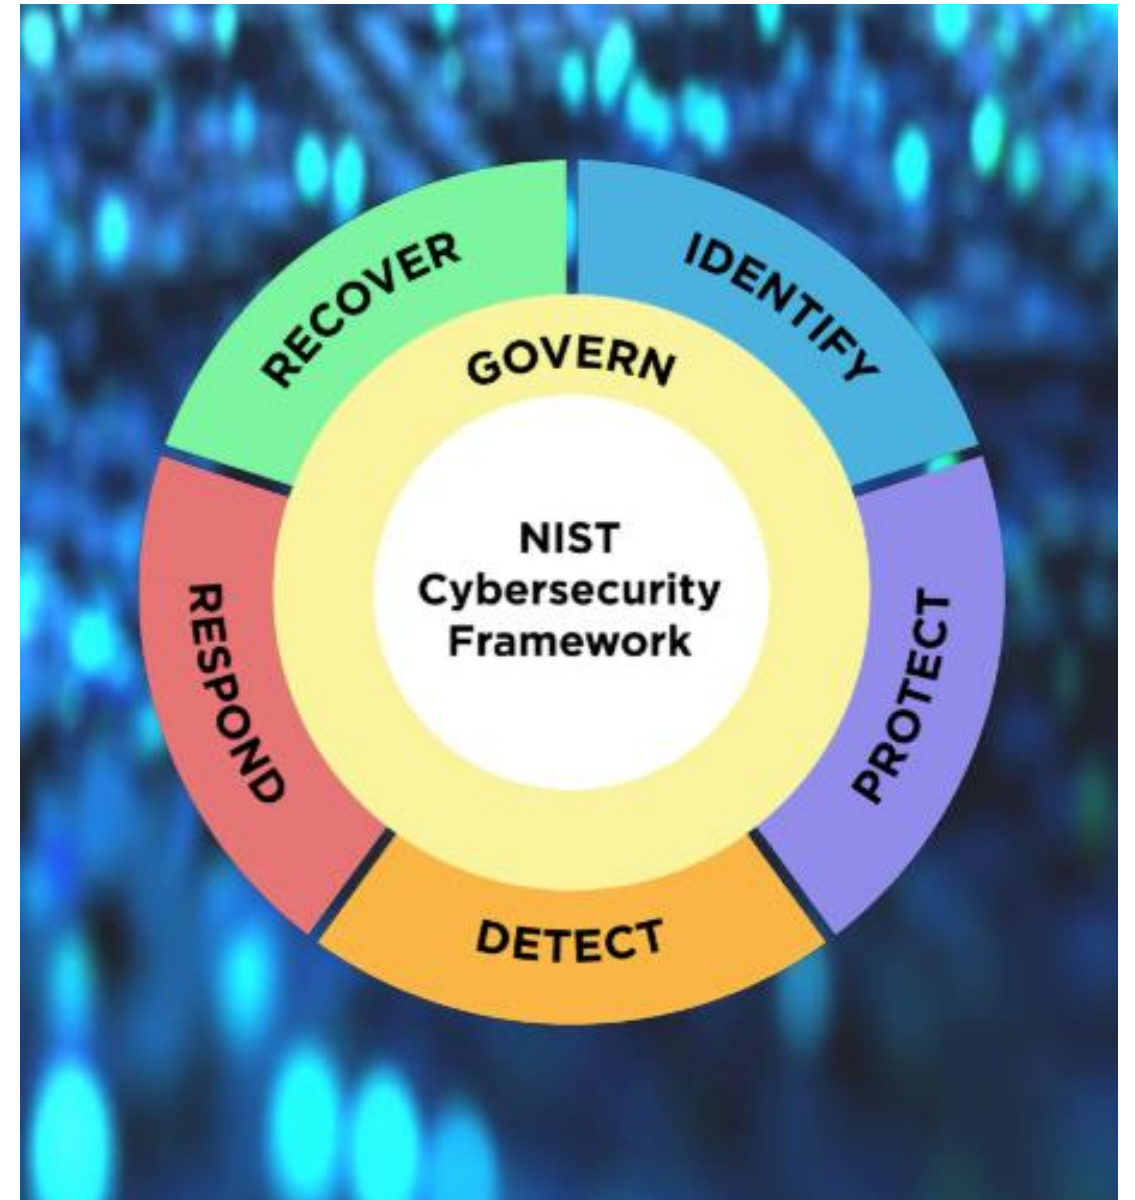 RECOVER
IDENTIFY
GOVERN
NIST
Cybersecurity
Framework
RESPOND
PROTECT
DETECT